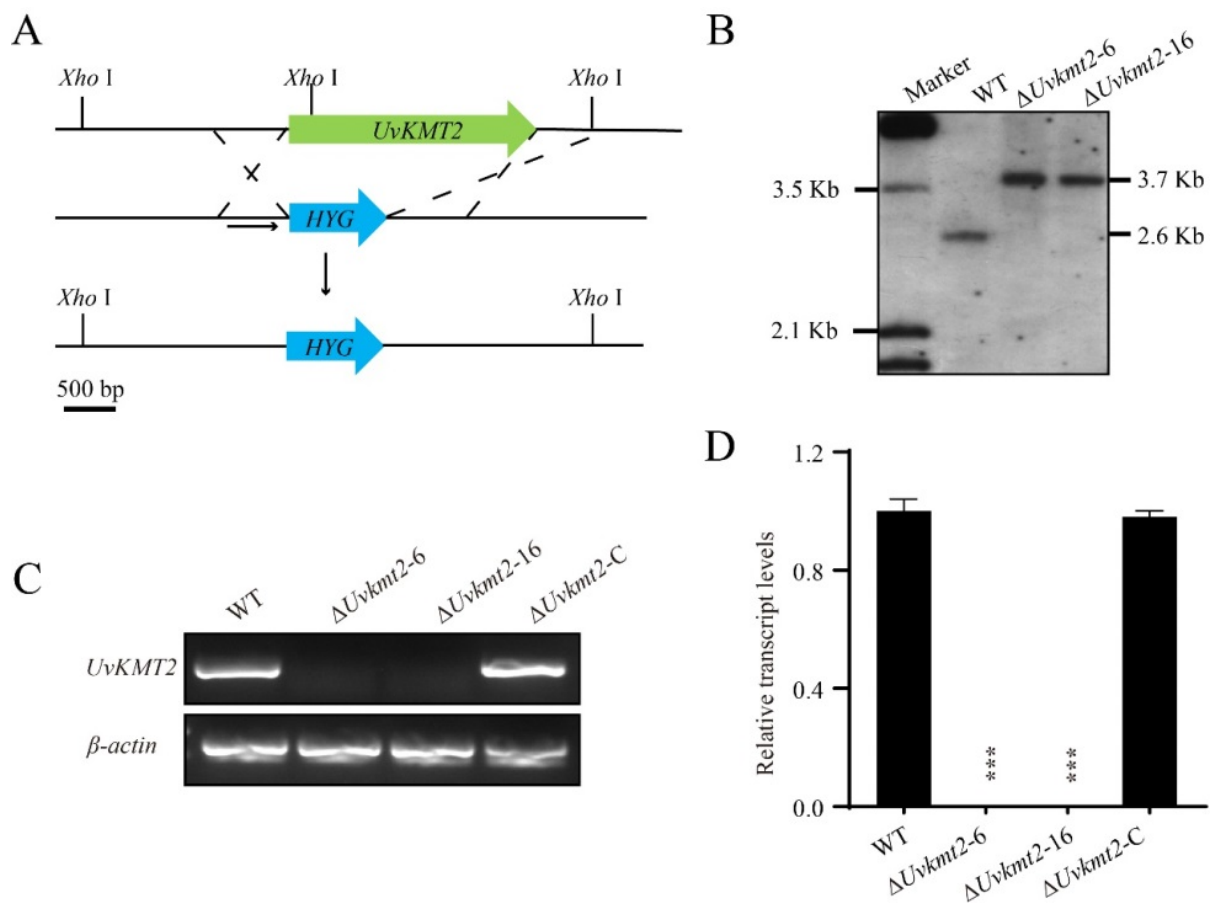 A
Xho I
Xho I
Xho I
UvKMT2
HYG
Xho I
Xho I
HYG
500 bp
B
Marker
WT
ΔUvkmt2-6
ΔUvkmt2-16
3.5 Kb
3.7 Kb
2.6 Kb
2.1 Kb
C
WT
ΔUvkmt2-6
ΔUvkmt2-16
ΔUvkmt2-C
UvKMT2
β-actin
D
Relative transcript levels
1.2
0.8
0.4
0.0
***
***
WT
ΔUvkmt2-6
ΔUvkmt2-16
ΔUvkmt2-C